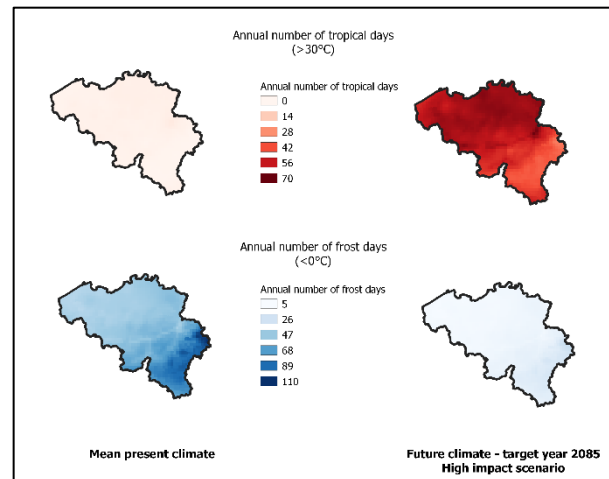 Annual number of tropical days
(>30°C)
Annual number of tropical days
0
14
28
42
56
70
Annual number of frost days
(<0°C)
Annual number of frost days
5
26
47
68
89
110
Mean present climate
Future climate - target year 2085
High impact scenario